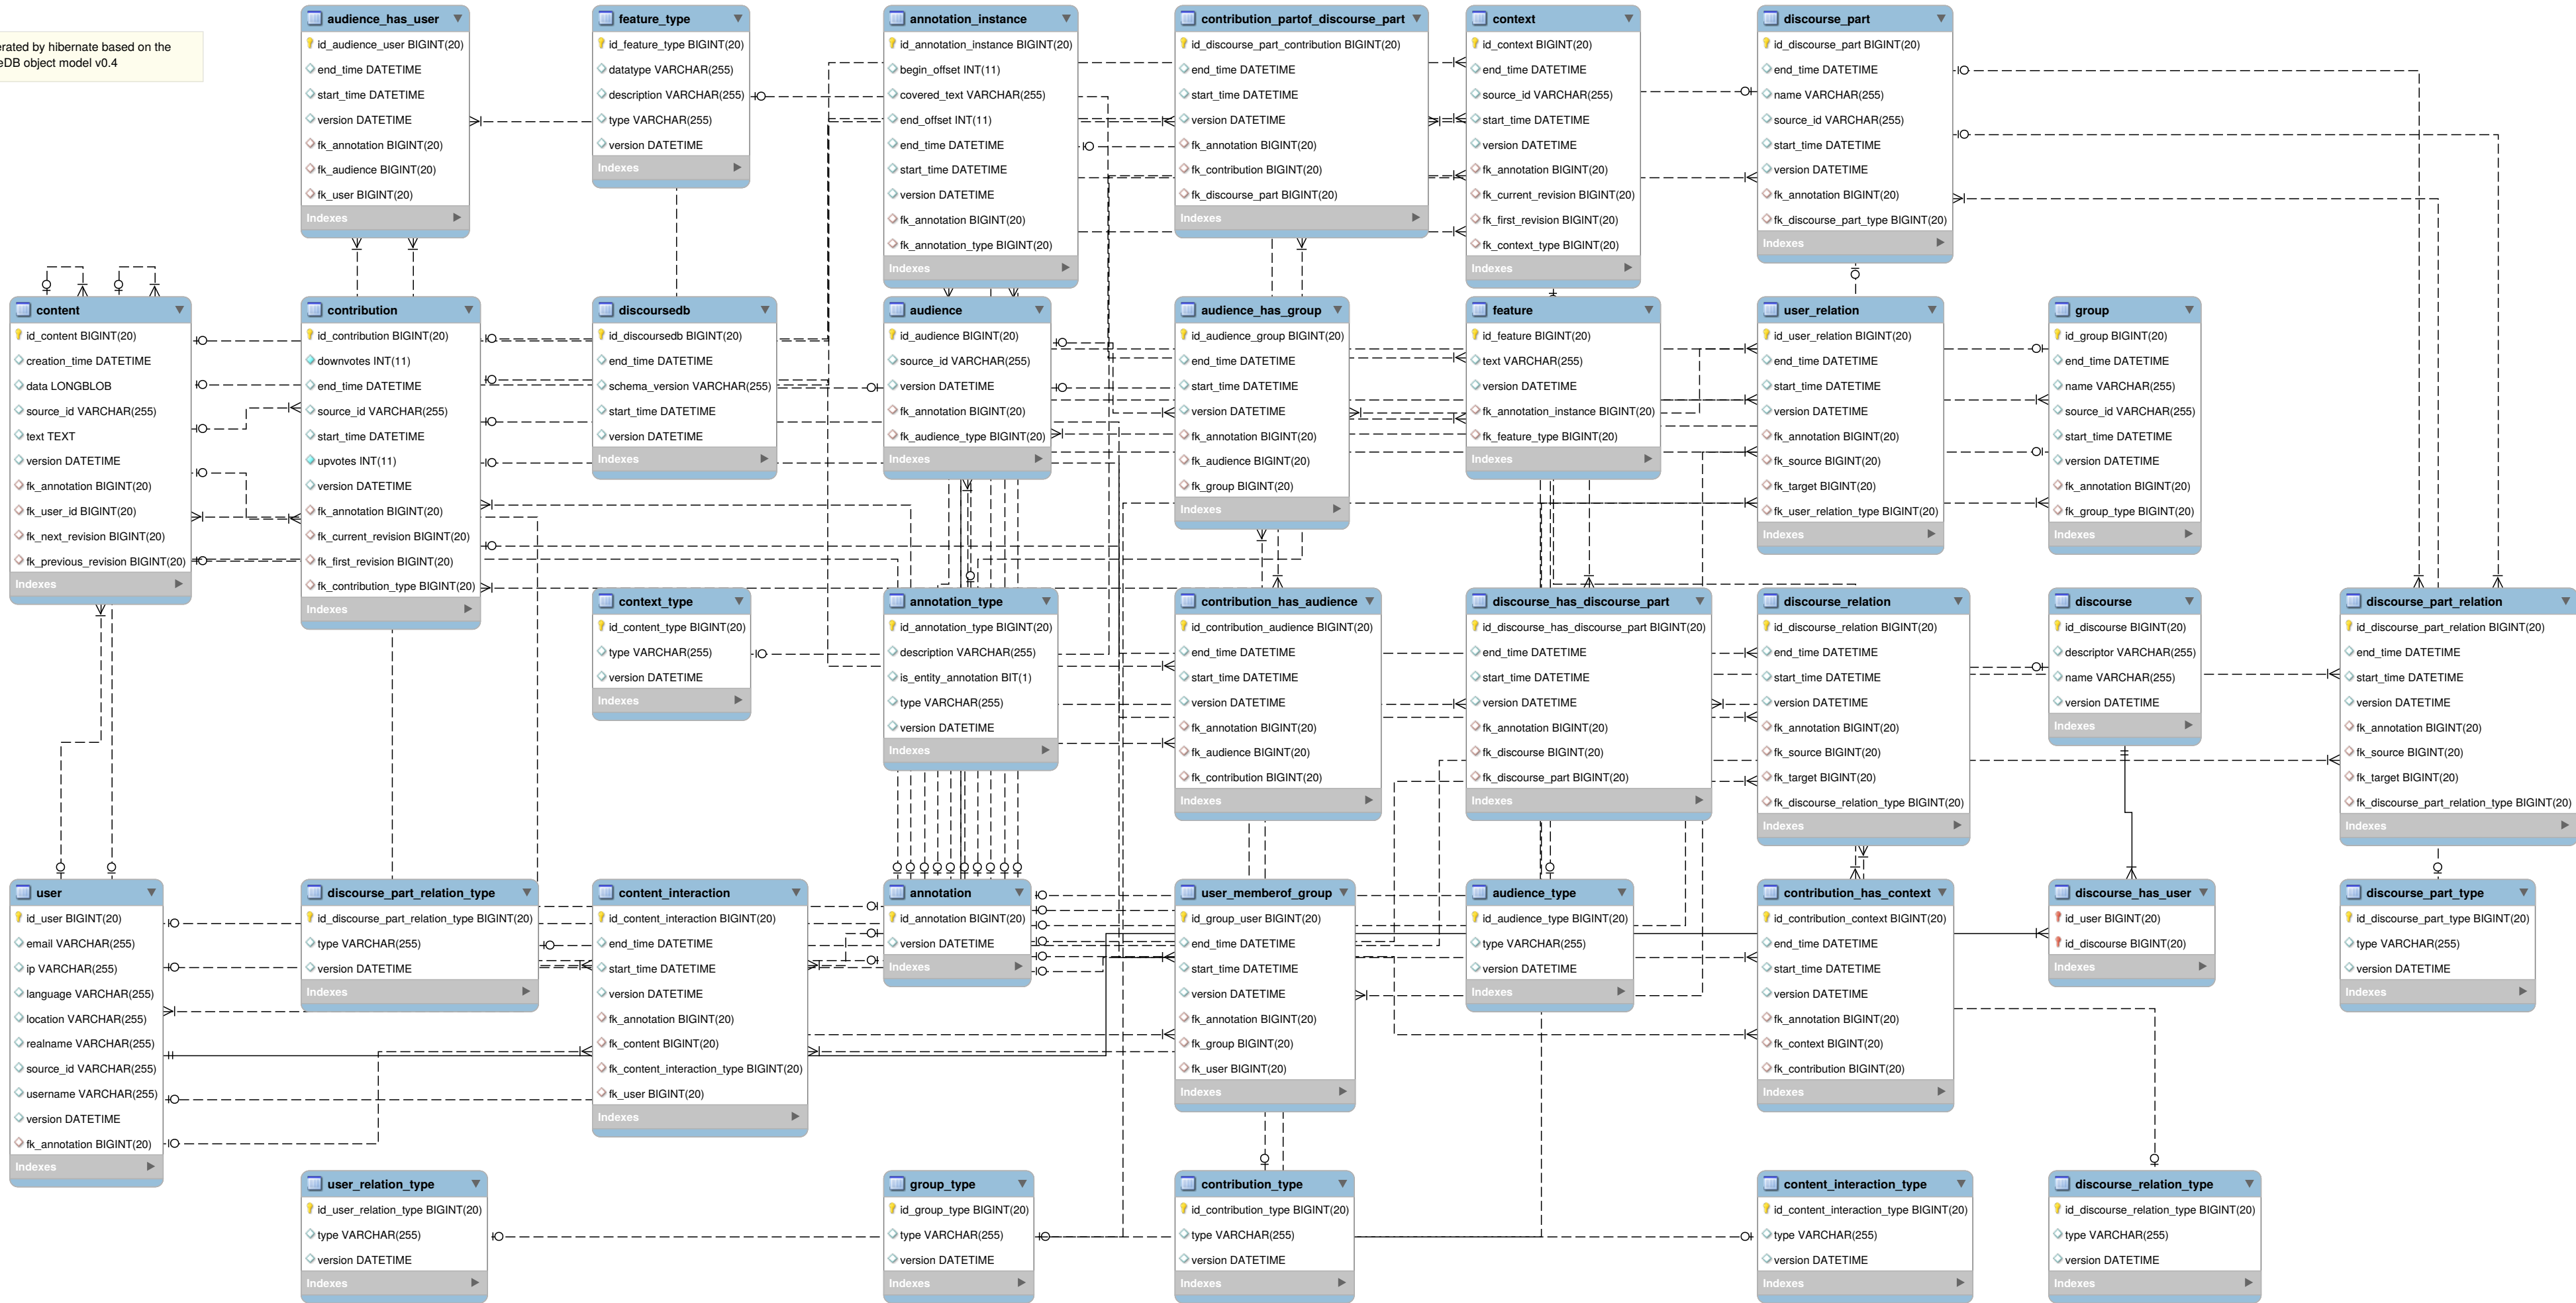 erated by hibernate based on the
eDB object model v0.4
audience_has_user
id_audience_user BIGINT(20)
end_time DATETIME
start_time DATETIME
version DATETIME
fk_annotation BIGINT(20)
fk_audience BIGINT(20)
fk_user BIGINT(20)
Indexes
feature_type
id_feature_type BIGINT(20)
datatype VARCHAR(255)
description VARCHAR(255)
type VARCHAR(255)
version DATETIME
Indexes
annotation_instance
id_annotation_instance BIGINT(20)
begin_offset INT(11)
covered_text VARCHAR(255)
end_offset INT(11)
end_time DATETIME
start_time DATETIME
version DATETIME
fk_annotation BIGINT(20)
fk_annotation_type BIGINT(20)
Indexes
contribution_partof_discourse_part
id_discourse_part_contribution BIGINT(20)
end_time DATETIME
start_time DATETIME
version DATETIME
fk_annotation BIGINT(20)
fk_contribution BIGINT(20)
fk_discourse_part BIGINT(20)
Indexes
context
id_context BIGINT(20)
end_time DATETIME
source_id VARCHAR(255)
start_time DATETIME
version DATETIME
fk_annotation BIGINT(20)
fk_current_revision BIGINT(20)
fk_first_revision BIGINT(20)
fk_context_type BIGINT(20)
Indexes
discourse_part
id_discourse_part BIGINT(20)
end_time DATETIME
name VARCHAR(255)
source_id VARCHAR(255)
start_time DATETIME
version DATETIME
fk_annotation BIGINT(20)
fk_discourse_part_type BIGINT(20)
Indexes
content
id_content BIGINT(20)
creation_time DATETIME
data LONGBLOB
source_id VARCHAR(255)
text TEXT
version DATETIME
fk_annotation BIGINT(20)
fk_user_id BIGINT(20)
fk_next_revision BIGINT(20)
fk_previous_revision BIGINT(20)
Indexes
contribution
id_contribution BIGINT(20)
downvotes INT(11)
end_time DATETIME
source_id VARCHAR(255)
start_time DATETIME
upvotes INT(11)
version DATETIME
fk_annotation BIGINT(20)
fk_current_revision BIGINT(20)
fk_first_revision BIGINT(20)
fk_contribution_type BIGINT(20)
Indexes
discoursedb
id_discoursedb BIGINT(20)
end_time DATETIME
schema_version VARCHAR(255)
start_time DATETIME
version DATETIME
Indexes
audience
id_audience BIGINT(20)
source_id VARCHAR(255)
version DATETIME
fk_annotation BIGINT(20)
fk_audience_type BIGINT(20)
Indexes
audience_has_group
id_audience_group BIGINT(20)
end_time DATETIME
start_time DATETIME
version DATETIME
fk_annotation BIGINT(20)
fk_audience BIGINT(20)
fk_group BIGINT(20)
Indexes
feature
id_feature BIGINT(20)
text VARCHAR(255)
version DATETIME
fk_annotation_instance BIGINT(20)
fk_feature_type BIGINT(20)
Indexes
user_relation
id_user_relation BIGINT(20)
end_time DATETIME
start_time DATETIME
version DATETIME
fk_annotation BIGINT(20)
fk_source BIGINT(20)
fk_target BIGINT(20)
fk_user_relation_type BIGINT(20)
Indexes
group
id_group BIGINT(20)
end_time DATETIME
name VARCHAR(255)
source_id VARCHAR(255)
start_time DATETIME
version DATETIME
fk_annotation BIGINT(20)
fk_group_type BIGINT(20)
Indexes
context_type
id_content_type BIGINT(20)
type VARCHAR(255)
version DATETIME
Indexes
annotation_type
id_annotation_type BIGINT(20)
description VARCHAR(255)
is_entity_annotation BIT(1)
type VARCHAR(255)
version DATETIME
Indexes
contribution_has_audience
id_contribution_audience BIGINT(20)
end_time DATETIME
start_time DATETIME
version DATETIME
fk_annotation BIGINT(20)
fk_audience BIGINT(20)
fk_contribution BIGINT(20)
Indexes
discourse_has_discourse_part
id_discourse_has_discourse_part BIGINT(20)
end_time DATETIME
start_time DATETIME
version DATETIME
fk_annotation BIGINT(20)
fk_discourse BIGINT(20)
fk_discourse_part BIGINT(20)
Indexes
discourse_relation
id_discourse_relation BIGINT(20)
end_time DATETIME
start_time DATETIME
version DATETIME
fk_annotation BIGINT(20)
fk_source BIGINT(20)
fk_target BIGINT(20)
fk_discourse_relation_type BIGINT(20)
Indexes
discourse
id_discourse BIGINT(20)
descriptor VARCHAR(255)
name VARCHAR(255)
version DATETIME
Indexes
discourse_part_relation
id_discourse_part_relation BIGINT(20)
end_time DATETIME
start_time DATETIME
version DATETIME
fk_annotation BIGINT(20)
fk_source BIGINT(20)
fk_target BIGINT(20)
fk_discourse_part_relation_type BIGINT(20)
Indexes
user
id_user BIGINT(20)
email VARCHAR(255)
ip VARCHAR(255)
language VARCHAR(255)
location VARCHAR(255)
realname VARCHAR(255)
source_id VARCHAR(255)
username VARCHAR(255)
version DATETIME
fk_annotation BIGINT(20)
Indexes
discourse_part_relation_type
id_discourse_part_relation_type BIGINT(20)
type VARCHAR(255)
version DATETIME
Indexes
content_interaction
id_content_interaction BIGINT(20)
end_time DATETIME
start_time DATETIME
version DATETIME
fk_annotation BIGINT(20)
fk_content BIGINT(20)
fk_content_interaction_type BIGINT(20)
fk_user BIGINT(20)
Indexes
annotation
id_annotation BIGINT(20)
version DATETIME
Indexes
user_memberof_group
id_group_user BIGINT(20)
end_time DATETIME
start_time DATETIME
version DATETIME
fk_annotation BIGINT(20)
fk_group BIGINT(20)
fk_user BIGINT(20)
Indexes
audience_type
id_audience_type BIGINT(20)
type VARCHAR(255)
version DATETIME
Indexes
contribution_has_context
id_contribution_context BIGINT(20)
end_time DATETIME
start_time DATETIME
version DATETIME
fk_annotation BIGINT(20)
fk_context BIGINT(20)
fk_contribution BIGINT(20)
Indexes
discourse_has_user
id_user BIGINT(20)
id_discourse BIGINT(20)
Indexes
discourse_part_type
id_discourse_part_type BIGINT(20)
type VARCHAR(255)
version DATETIME
Indexes
user_relation_type
id_user_relation_type BIGINT(20)
type VARCHAR(255)
version DATETIME
Indexes
group_type
id_group_type BIGINT(20)
type VARCHAR(255)
version DATETIME
Indexes
contribution_type
id_contribution_type BIGINT(20)
type VARCHAR(255)
version DATETIME
Indexes
content_interaction_type
id_content_interaction_type BIGINT(20)
type VARCHAR(255)
version DATETIME
Indexes
discourse_relation_type
id_discourse_relation_type BIGINT(20)
type VARCHAR(255)
version DATETIME
Indexes